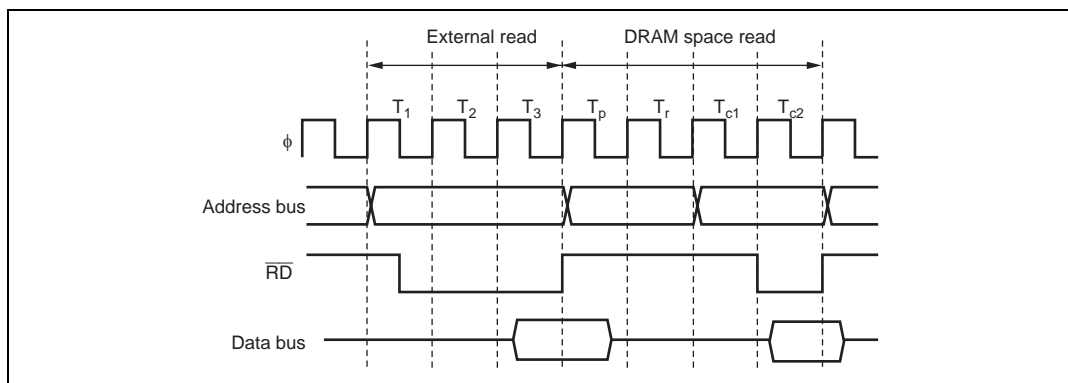 External read DRAM space read
T1 T2 T3 Tp Tr Tc1 Tc2
ϕ
Address bus
RD
Data bus